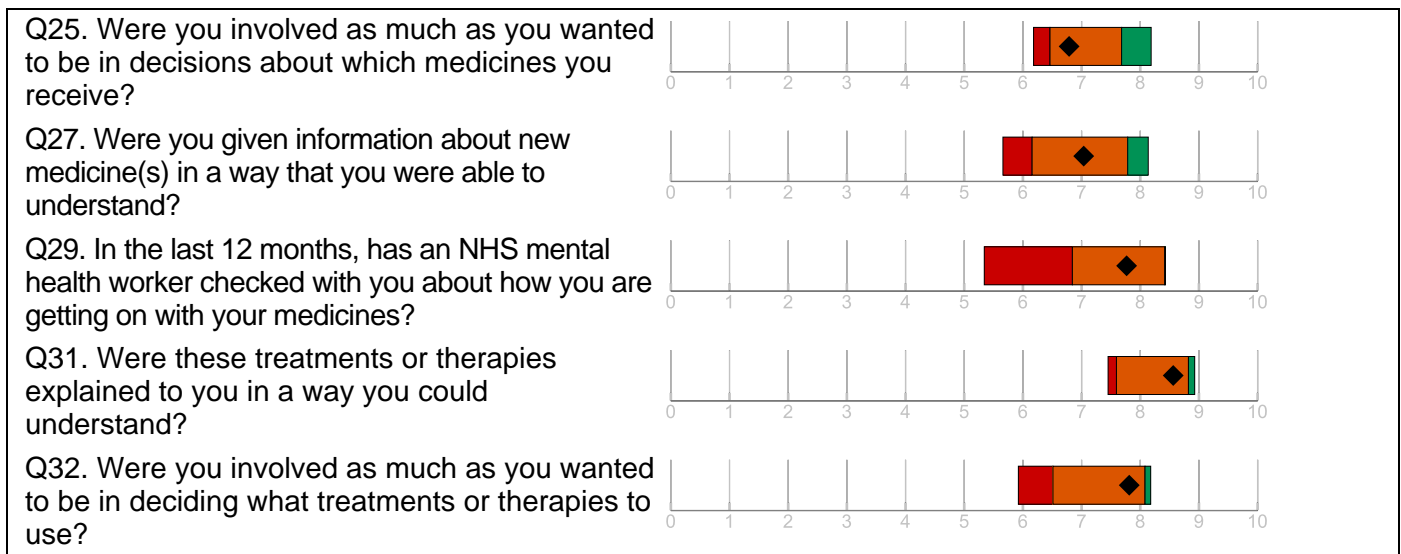 Q25. Were you involved as much as you wanted
to be in decisions about which medicines you
receive?
0 1 2 3 4 5 6 7 8 9 10
Q27. Were you given information about new
medicine(s) in a way that you were able to
understand?
0 1 2 3 4 5 6 7 8 9 10
Q29. In the last 12 months, has an NHS mental
health worker checked with you about how you are
getting on with your medicines?
0 1 2 3 4 5 6 7 8 9 10
Q31. Were these treatments or therapies
explained to you in a way you could
understand?
0 1 2 3 4 5 6 7 8 9 10
Q32. Were you involved as much as you wanted
to be in deciding what treatments or therapies to
use?
0 1 2 3 4 5 6 7 8 9 10